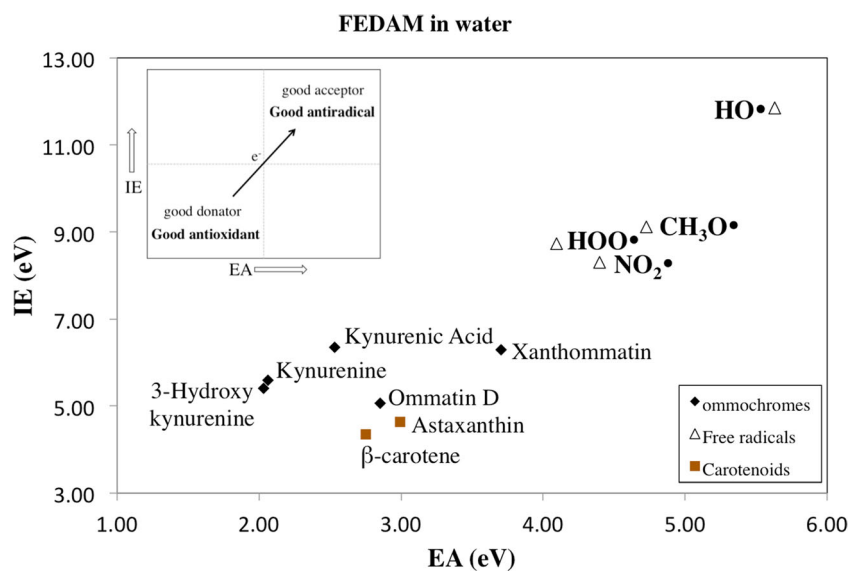 FEDAM in water
13.00
11.00
9.00
7.00
5.00
3.00
IE (eV)
good acceptor
Good antiradical
e-
good donator
Good antioxidant
IE
EA
HO•
CH₃O•
HOO•
NO₂•
Kynurenic Acid
Xanthommatin
Kynurenine
3-Hydroxy
kynurenine
Ommatin D
Astaxanthin
β-carotene
ommochromes
Free radicals
Carotenoids
1.00 2.00 3.00 4.00 5.00 6.00
EA (eV)